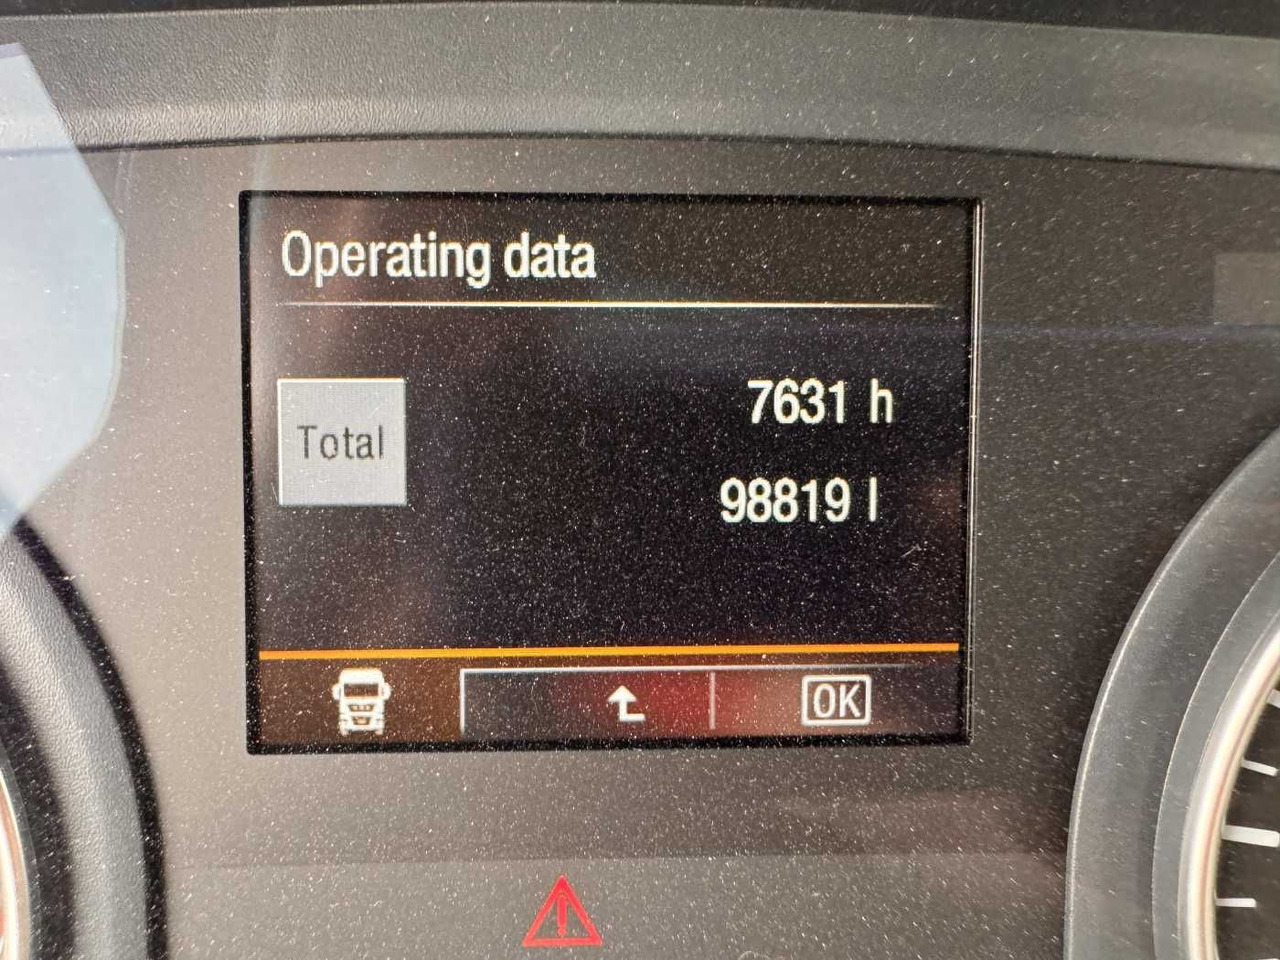 Operating data
Total
7631 h
98819 l
OK